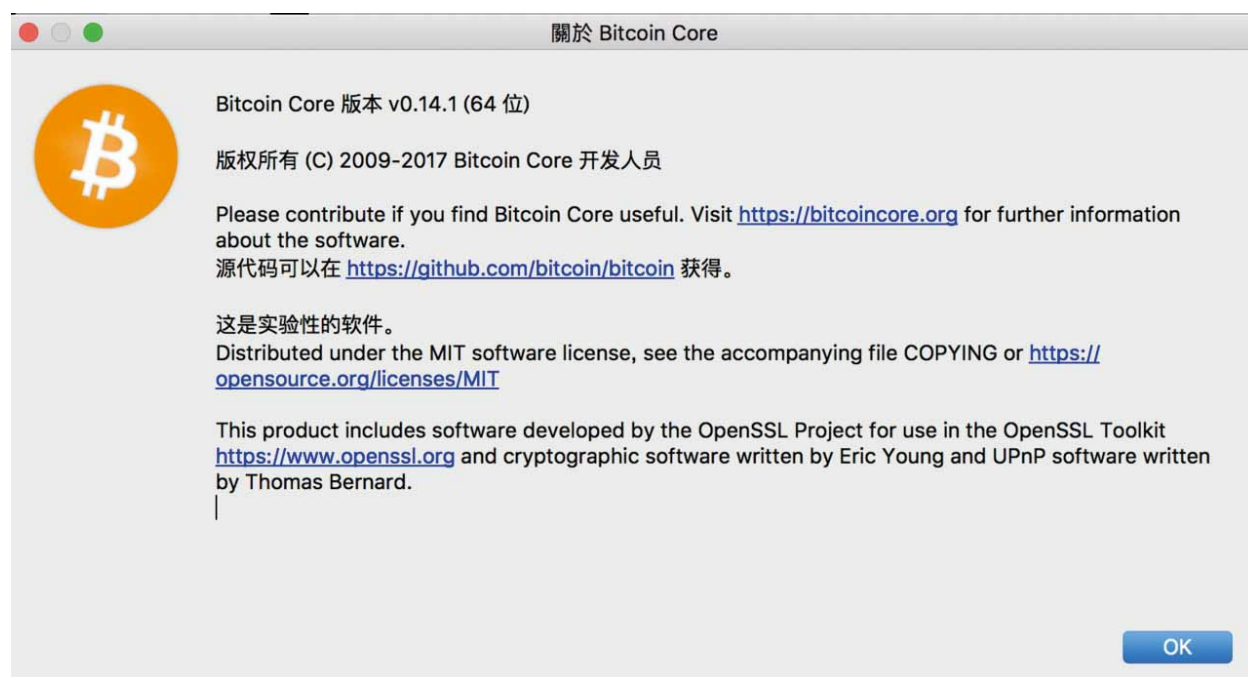 關於 Bitcoin Core
Bitcoin Core 版本 v0.14.1 (64 位)
版权所有 (C) 2009-2017 Bitcoin Core 开发人员
Please contribute if you find Bitcoin Core useful. Visit https://bitcoincore.org for further information
about the software.
源代码可以在 https://github.com/bitcoin/bitcoin 获得。
这是实验性的软件。
Distributed under the MIT software license, see the accompanying file COPYING or https://
opensource.org/licenses/MIT
This product includes software developed by the OpenSSL Project for use in the OpenSSL Toolkit
https://www.openssl.org and cryptographic software written by Eric Young and UPnP software written
by Thomas Bernard.
OK